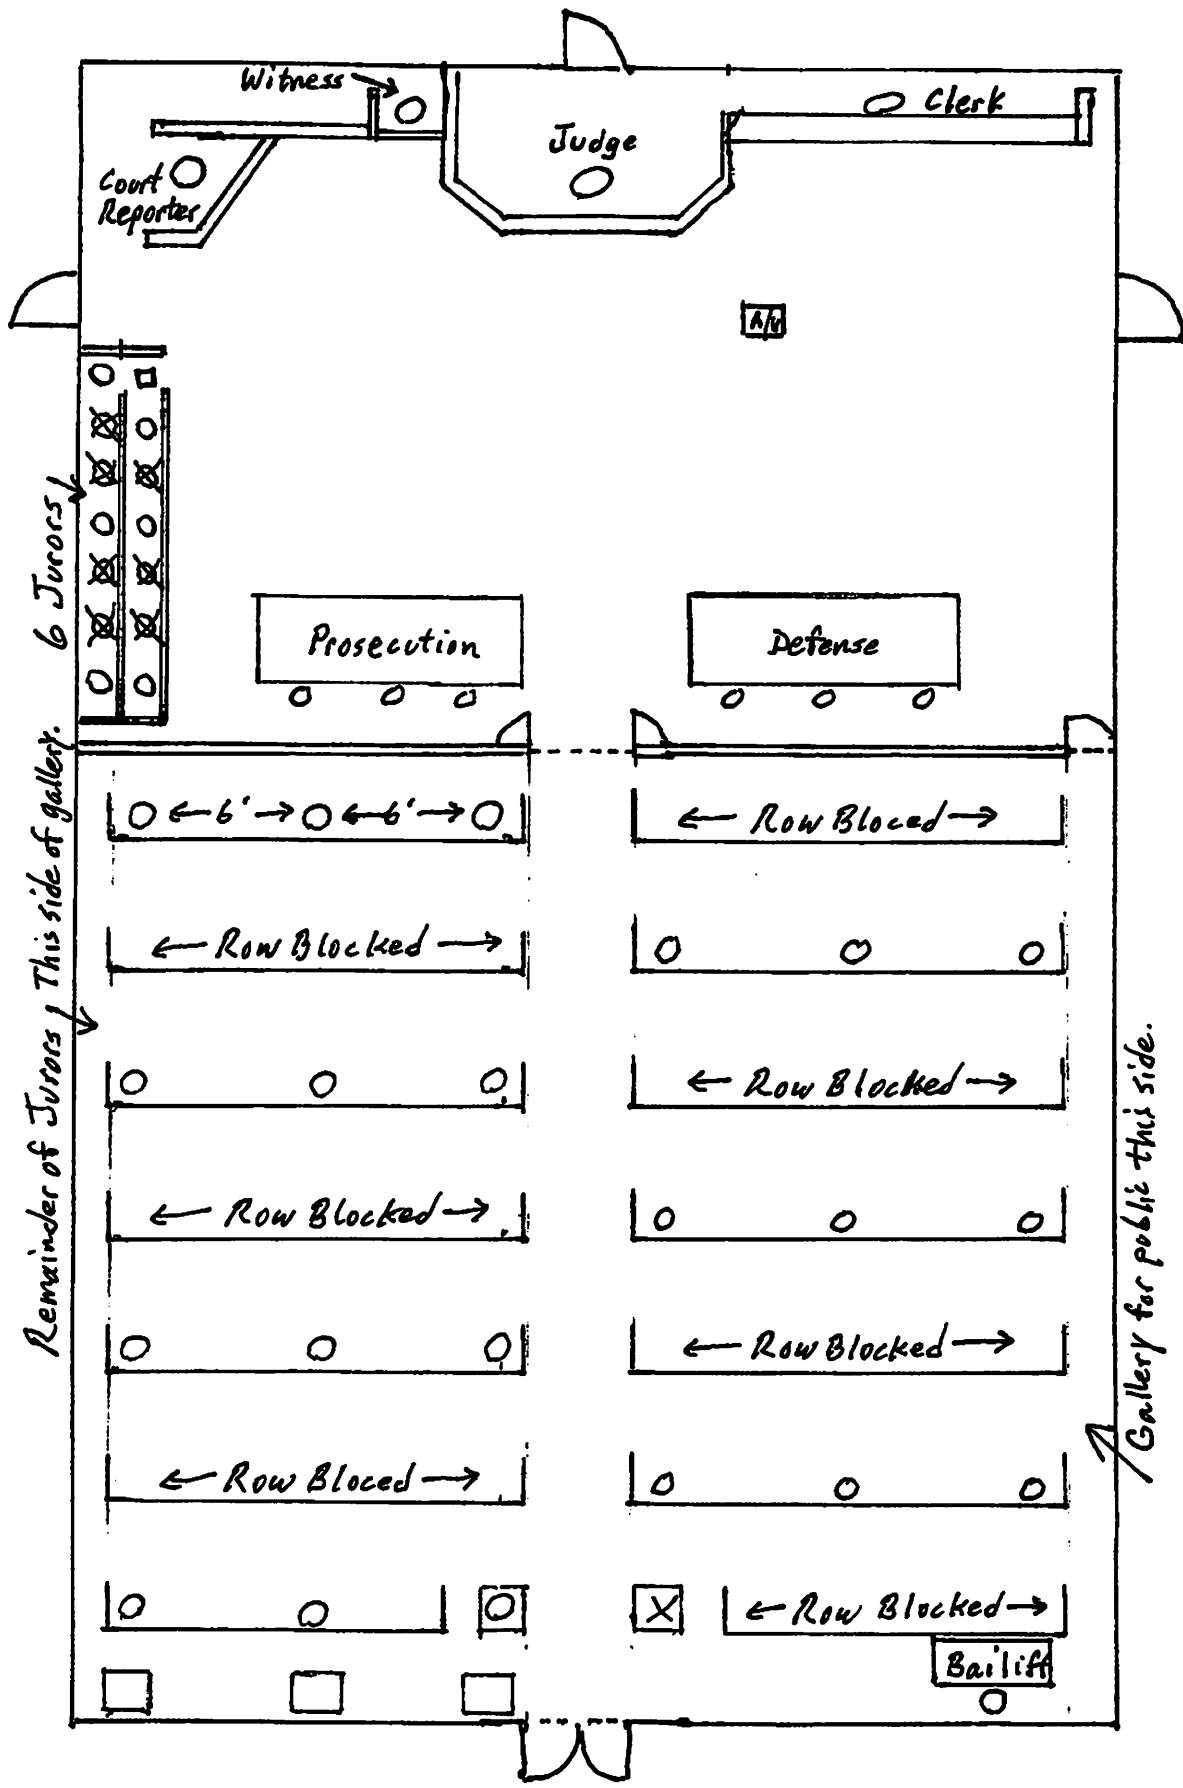 Witness
Judge
Clerk
Court
Reporter
A/V
6 Jurors
Prosecution
Defense
Remainder of Jurors, This side of gallery.
6' 6'
Row Bloced
Row Blocked
Row Blocked
Row Blocked
Row Blocked
Row Bloced
Row Blocked
Bailiff
Gallery for public this side.